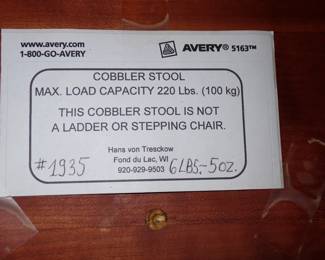 www.avery.com
1-800-GO-AVERY
AVERY® 5163™
COBBLER STOOL
MAX. LOAD CAPACITY 220 Lbs. (100 kg)
THIS COBBLER STOOL IS NOT
A LADDER OR STEPPING CHAIR.
Hans von Tresckow
Fond du Lac, WI
#1935 920-929-9503 6LBS.-5oz.